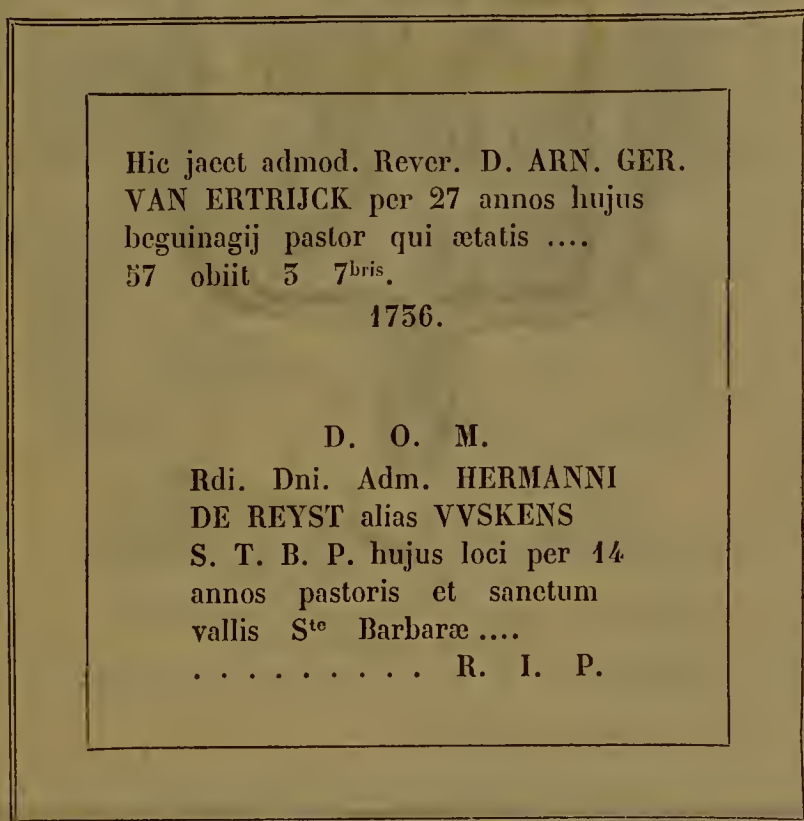 Hic jacet admod. Rever. D. ARN. GER.
VAN ERTRIJCK per 27 annos hujus
beguinagij pastor qui ætatis ....
57 obiit 3 7bris.
1736.
D. O. M.
Rdi. Dni. Adm. HERMANNI
DE REYST alias VVSKENS
S. T. B. P. hujus loci per 14
annos pastoris et sanctum
vallis Ste Barbaræ ....
. . . . . . . . . . R. I. P.